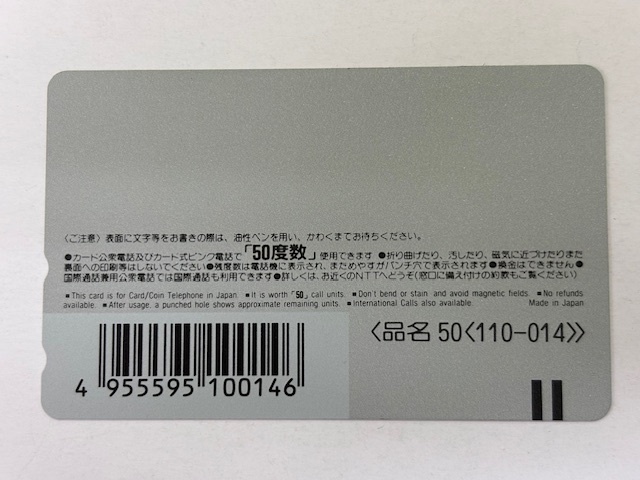 〈ご注意〉表面に文字等をお書きの際は、油性ペンを用い、かわくまでお待ちください。
●カード公衆電話及びカード式ピンク電話で「50度数」使用できます ●折り曲げたり、汚したり、磁気に近づけたりまた
裏面への印刷等はしないでください●残度数は電話機に表示され、まためやすがパンチ穴で表示されます●換金はできません●
国際通話兼用公衆電話では国際通話も利用できます●詳しくは、お近くのNTTへどうぞ(窓口に備え付けの約款もご覧ください)
■This card is for Card/Coin Telephone in Japan. ■It is worth「50」call units. ■Don't bend or stain and avoid magnetic fields. ■No refunds
available. ■After usage, a punched hole shows approximate remaining units. ■International Calls also available. Made in Japan
〈品名 50〈110-014〉〉
4 955595 100146